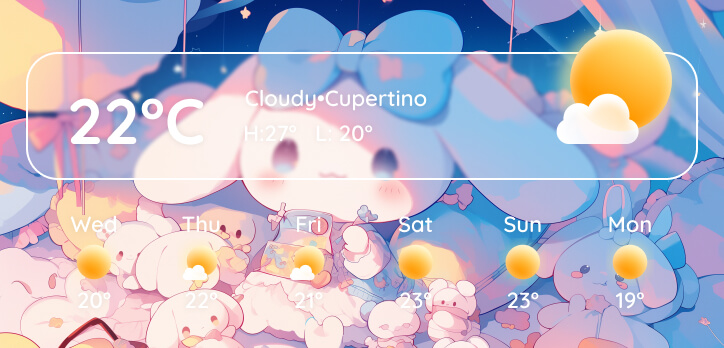 22°C
Cloudy•Cupertino
H:27° L: 20°
Wed Thu Fri Sat Sun Mon
20° 22° 21° 23° 23° 19°